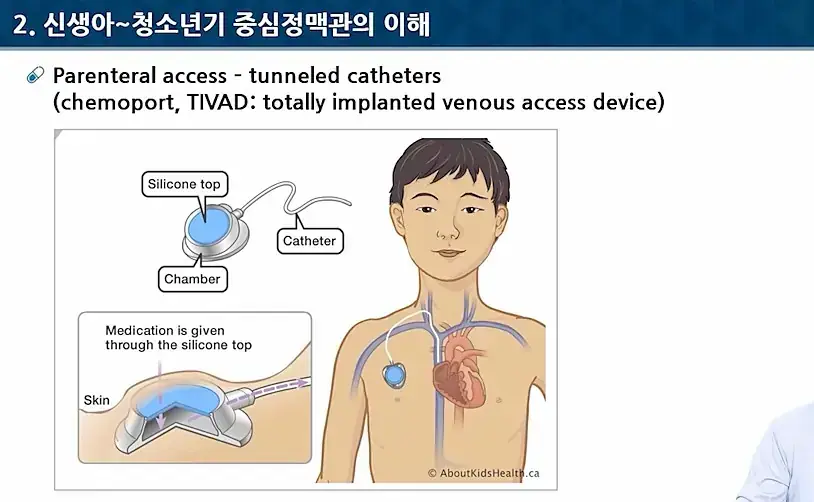 2. 신생아~청소년기 중심정맥관의 이해
Parenteral access - tunneled catheters
(chemoport, TIVAD: totally implanted venous access device)
Silicone top
Catheter
Chamber
Medication is given
through the silicone top
Skin
© AboutKidsHealth.ca